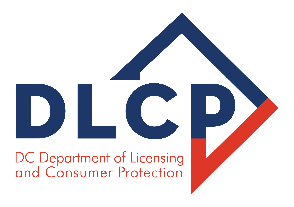 DLCP
DC Department of Licensing
and Consumer Protection